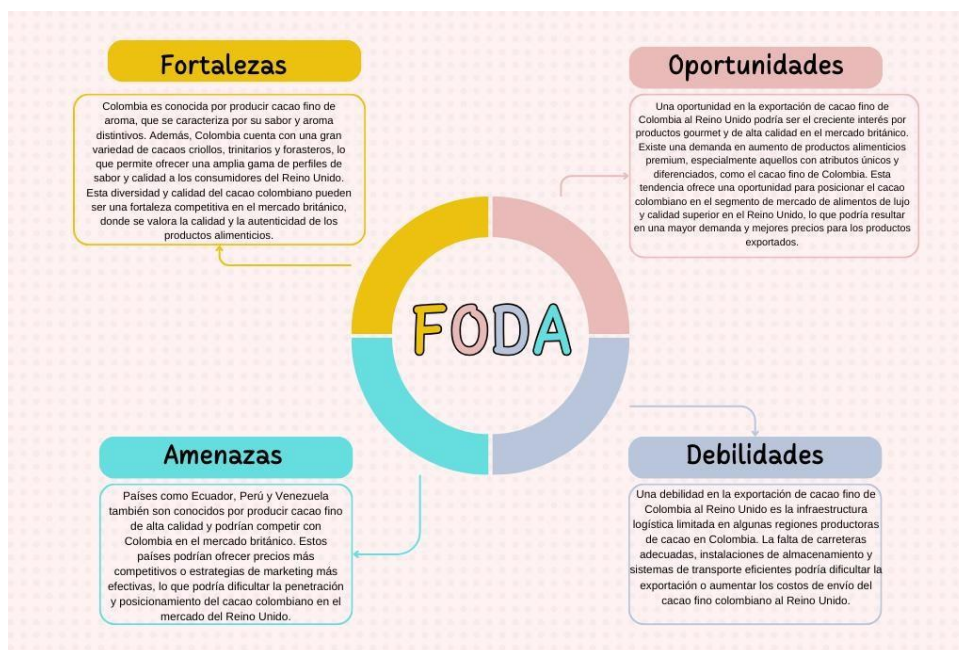 Fortalezas
Colombia es conocida por producir cacao fino de
aroma, que se caracteriza por su sabor y aroma
distintivos. Además, Colombia cuenta con una gran
variedad de cacaos criollos, trinitarios y forasteros, lo
que permite ofrecer una amplia gama de perfiles de
sabor y calidad a los consumidores del Reino Unido.
Esta diversidad y calidad del cacao colombiano pueden
ser una fortaleza competitiva en el mercado británico,
donde se valora la calidad y la autenticidad de los
productos alimenticios.
Oportunidades
Una oportunidad en la exportación de cacao fino de
Colombia al Reino Unido podría ser el creciente interés por
productos gourmet y de alta calidad en el mercado británico.
Existe una demanda en aumento de productos alimenticios
premium, especialmente aquellos con atributos únicos y
diferenciados, como el cacao fino de Colombia. Esta
tendencia ofrece una oportunidad para posicionar el cacao
colombiano en el segmento de mercado de alimentos de lujo
y calidad superior en el Reino Unido, lo que podría resultar
en una mayor demanda y mejores precios para los productos
exportados.
FODA
Amenazas
Países como Ecuador, Perú y Venezuela
también son conocidos por producir cacao fino
de alta calidad y podrían competir con
Colombia en el mercado británico. Estos
países podrían ofrecer precios más
competitivos o estrategias de marketing más
efectivas, lo que podría dificultar la penetración
y posicionamiento del cacao colombiano en el
mercado del Reino Unido.
Debilidades
Una debilidad en la exportación de cacao fino de
Colombia al Reino Unido es la infraestructura
logística limitada en algunas regiones productoras
de cacao en Colombia. La falta de carreteras
adecuadas, instalaciones de almacenamiento y
sistemas de transporte eficientes podría dificultar la
exportación o aumentar los costos de envío del
cacao fino colombiano al Reino Unido.